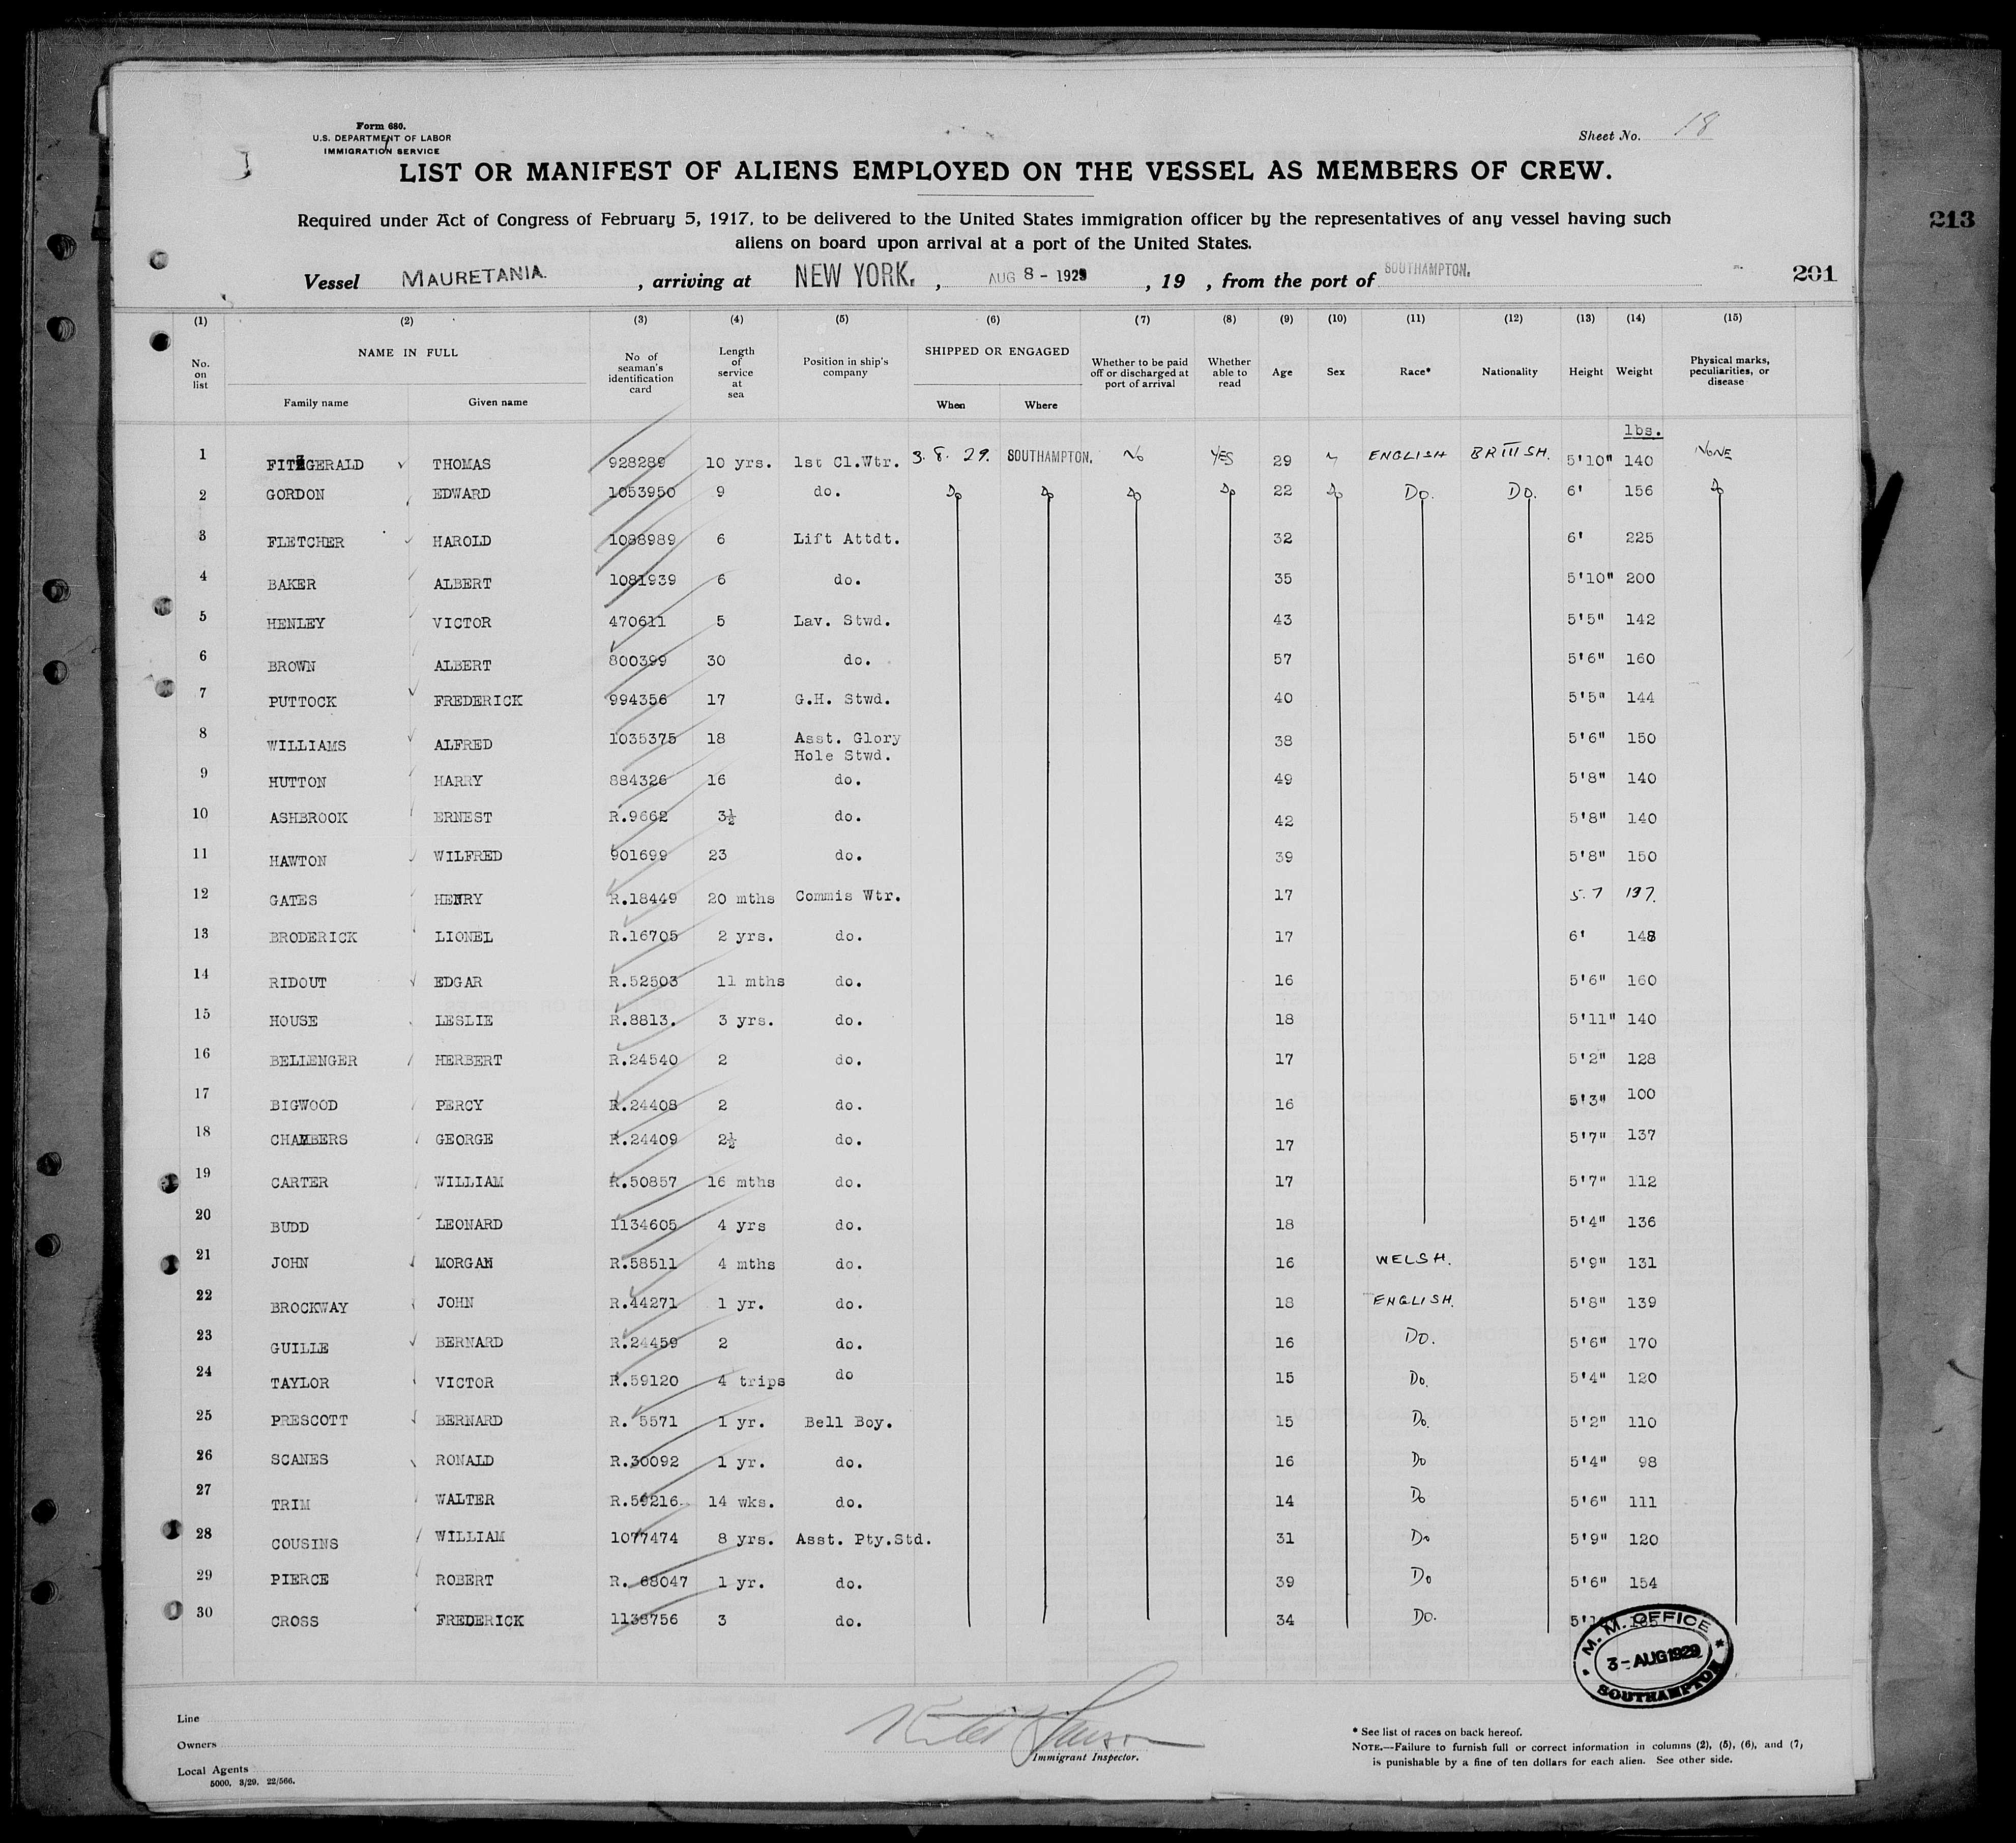 Form 680.
U.S. DEPARTMENT OF LABOR
IMMIGRATION SERVICE
Sheet No. 18
LIST OR MANIFEST OF ALIENS EMPLOYED ON THE VESSEL AS MEMBERS OF CREW.
Required under Act of Congress of February 5, 1917, to be delivered to the United States immigration officer by the representatives of any vessel having such
aliens on board upon arrival at a port of the United States.
213
Vessel MAURETANIA. , arriving at NEW YORK. , AUG 8 - 1929 , 19 , from the port of SOUTHAMPTON. 201
(1) (2) (3) (4) (5) (6) (7) (8) (9) (10) (11) (12) (13) (14) (15)
No. on list NAME IN FULL Family name Given name No. of seaman's identification card Length of service at sea Position in ship's company SHIPPED OR ENGAGED When Where Whether to be paid off or discharged at port of arrival Whether able to read Age Sex Race* Nationality Height Weight Physical marks, peculiarities, or disease
lbs.
1 FITZGERALD THOMAS 928289 10 yrs. 1st Cl.Wtr. 3. 8. 29. SOUTHAMPTON. No YES 29 M ENGLISH BRITISH. 5'10" 140 NONE
2 GORDON EDWARD 1053950 9 do. Do Do Do Do 22 Do Do. Do. 6' 156 Do
3 FLETCHER HAROLD 1088989 6 Lift Attdt. 32 6' 225
4 BAKER ALBERT 1081939 6 do. 35 5'10" 200
5 HENLEY VICTOR 470611 5 Lav. Stwd. 43 5'5" 142
6 BROWN ALBERT 800399 30 do. 57 5'6" 160
7 PUTTOCK FREDERICK 994356 17 G.H. Stwd. 40 5'5" 144
8 WILLIAMS ALFRED 1035375 18 Asst. Glory 38 5'6" 150
Hole Stwd.
9 HUTTON HARRY 884326 16 do. 49 5'8" 140
10 ASHBROOK ERNEST R.9662 3½ do. 42 5'8" 140
11 HAWTON WILFRED 901699 23 do. 39 5'8" 150
12 GATES HENRY R.18449 20 mths Commis Wtr. 17 5. 7 137.
13 BRODERICK LIONEL R.16705 2 yrs. do. 17 6' 148
14 RIDOUT EDGAR R.52503 11 mths do. 16 5'6" 160
15 HOUSE LESLIE R.8813. 3 yrs. do. 18 5'11" 140
16 BELLENGER HERBERT R.24540 2 do. 17 5'2" 128
17 BIGWOOD PERCY R.24408 2 do. 16 5'3" 100
18 CHAMBERS GEORGE R.24409 2½ do. 17 5'7" 137
19 CARTER WILLIAM R.50857 16 mths do. 17 5'7" 112
20 BUDD LEONARD 1134605 4 yrs do. 18 5'4" 136
21 JOHN MORGAN R.58511 4 mths do. 16 WELSH. 5'9" 131
22 BROCKWAY JOHN R.44271 1 yr. do. 18 ENGLISH. 5'8" 139
23 GUILLE BERNARD R.24459 2 do. 16 Do. 5'6" 170
24 TAYLOR VICTOR R.59120 4 trips do 15 Do. 5'4" 120
25 PRESCOTT BERNARD R. 5571 1 yr. Bell Boy. 15 Do. 5'2" 110
26 SCANES RONALD R.30092 1 yr. do. 16 Do 5'4" 98
27 TRIM WALTER R.59216. 14 wks. do. 14 Do 5'6" 111
28 COUSINS WILLIAM 1077474 8 yrs. Asst. Pty.Std. 31 Do 5'9" 120
29 PIERCE ROBERT R. 68047 1 yr. do. 39 Do 5'6" 154
30 CROSS FREDERICK 1138756 3 do. 34 Do.
M. M. OFFICE
3 - AUG 1929
SOUTHAMPTON
Line
Owners
Local Agents
5000, 3/29. 22/566.
Immigrant Inspector.
* See list of races on back hereof.
NOTE.—Failure to furnish full or correct information in columns (2), (5), (6), and (7)
is punishable by a fine of ten dollars for each alien. See other side.